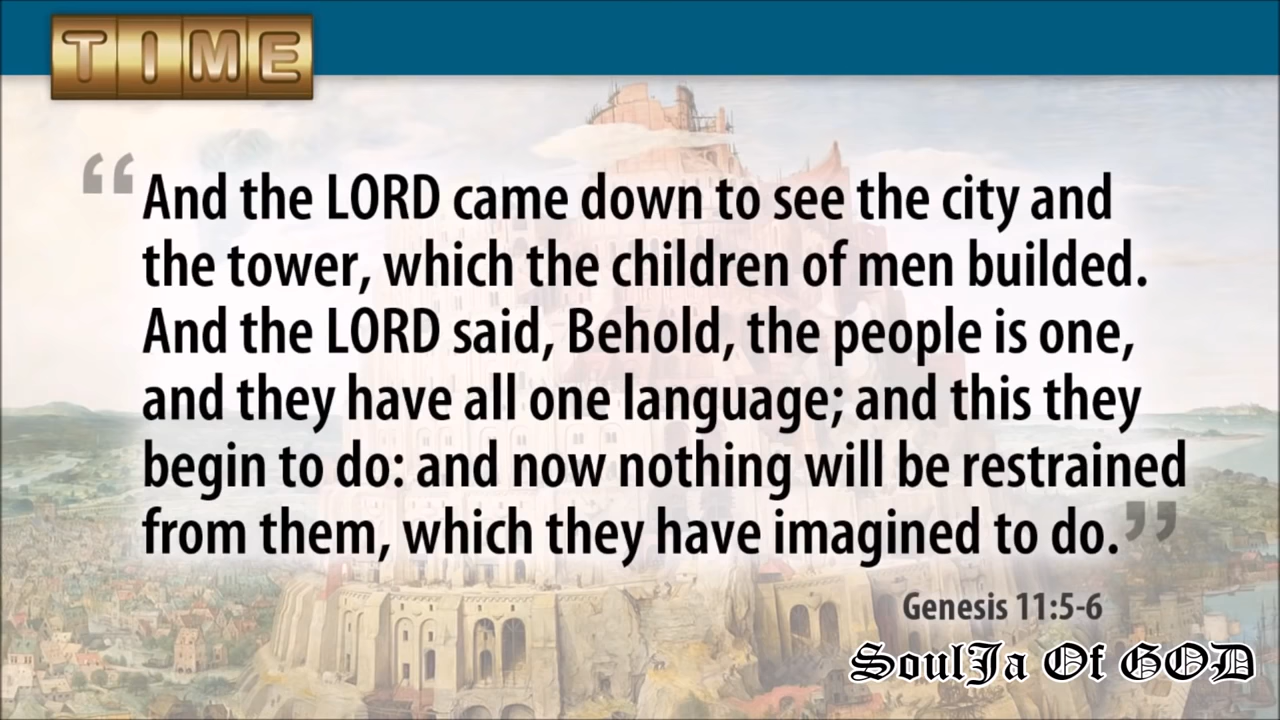 TIME
“And the LORD came down to see the city and
the tower, which the children of men builded.
And the LORD said, Behold, the people is one,
and they have all one language; and this they
begin to do: and now nothing will be restrained
from them, which they have imagined to do.”
Genesis 11:5-6
SoulJa Of GOD